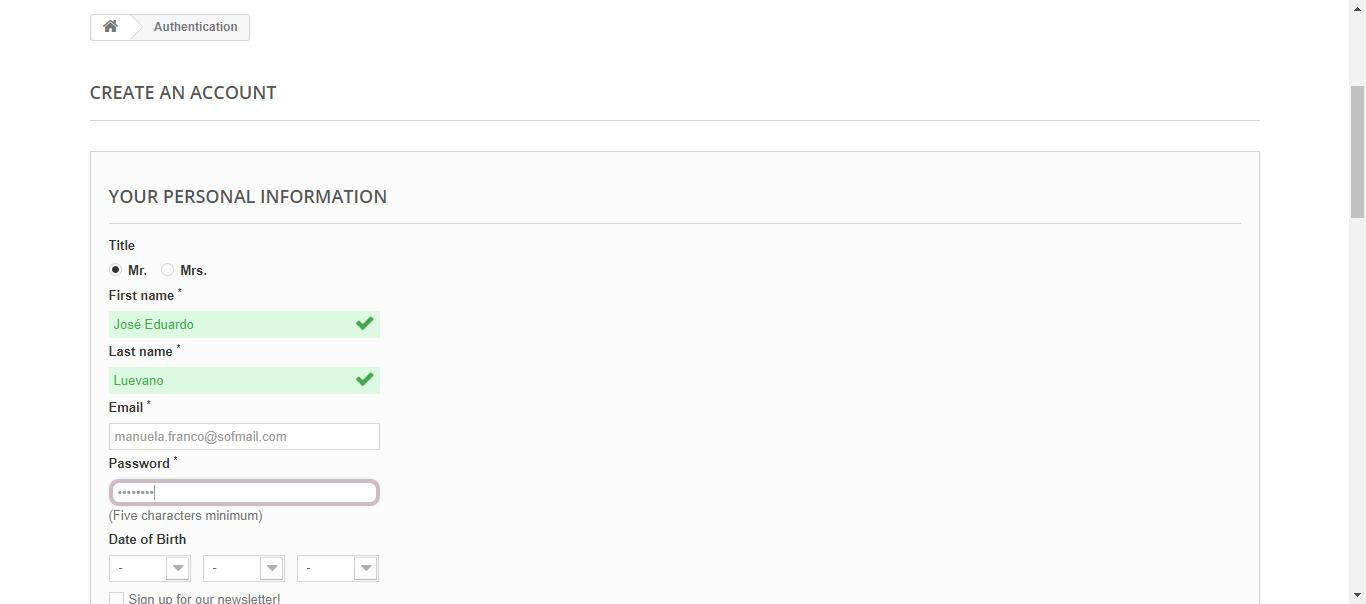 Authentication
CREATE AN ACCOUNT
YOUR PERSONAL INFORMATION
Title
Mr. Mrs.
First name *
José Eduardo
Last name *
Luevano
Email *
manuela.franco@sofmail.com
Password *
••••••••
(Five characters minimum)
Date of Birth
- - -
Sign up for our newsletter!